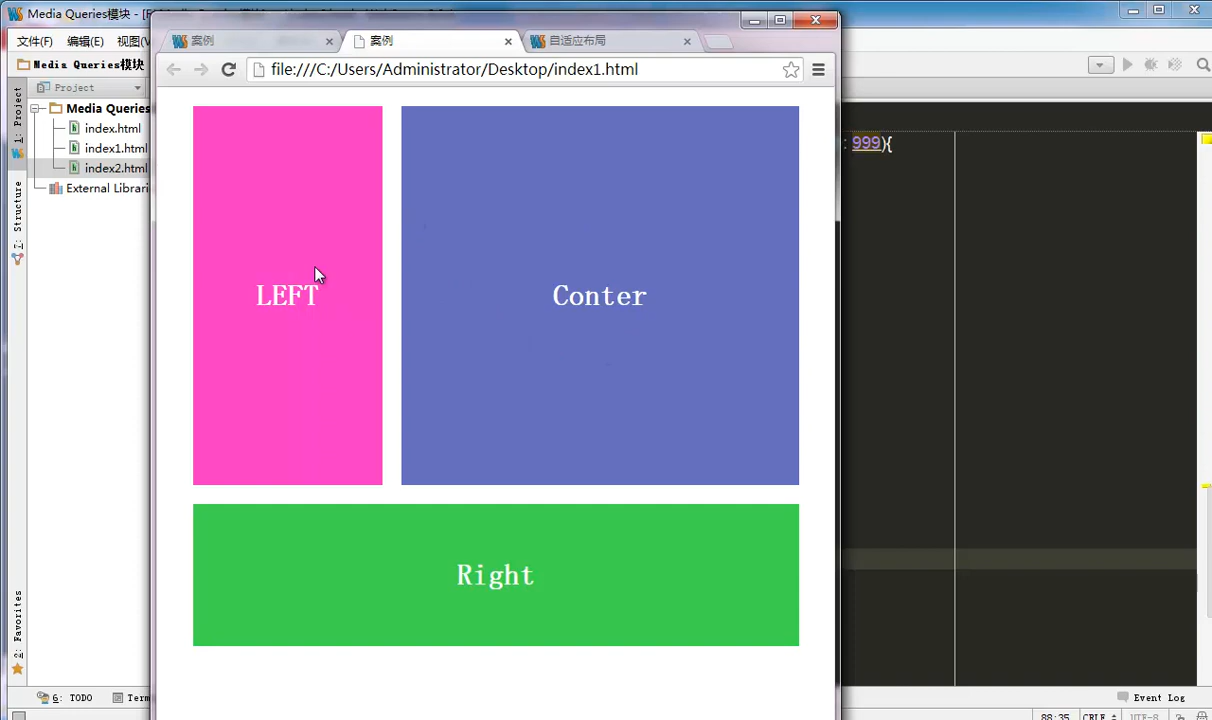 Media Queries模块 - [
文件(F) 编辑(E) 视图(V
Media Queries模块
案例
案例
自适应布局
file:///C:/Users/Administrator/Desktop/index1.html
Project
1: Project
Media Queries
index.html
index1.html
index2.html
External Librari
7: Structure
:999){
LEFT
Conter
Right
2: Favorites
6: TODO
Term
Event Log
88:35
CRLF
UTF-8